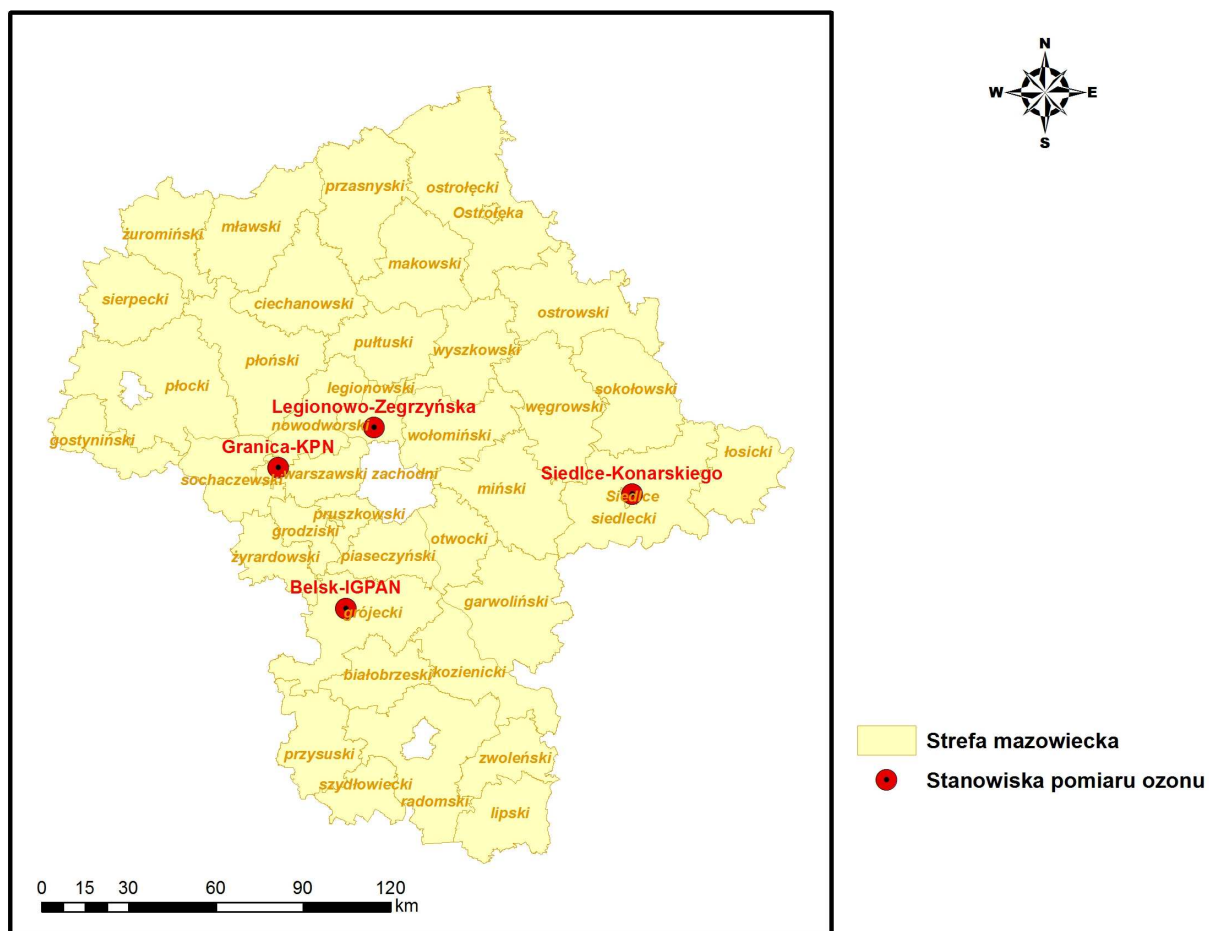 N
W E
S
przasnyski
ostrołęcki
Ostrołęka
mławski
żuromiński
makowski
sierpecki
ciechanowski
ostrowski
pułtuski
wyszkowski
płoński
płocki
legionowski
sokołowski
Legionowo-Zegrzyńska
węgrowski
nowodworski
wołomiński
gostyniński
Granica-KPN
łosicki
sochaczewski
warszawski zachodni
Siedlce-Konarskiego
miński
Siedlce
siedlecki
pruszkowski
grodziski
otwocki
żyrardowski
piaseczyński
Belsk-IGPAN
grójecki
garwoliński
białobrzeski
kozienicki
przysuski
zwoleński
szydłowiecki
radomski
lipski
Strefa mazowiecka
Stanowiska pomiaru ozonu
0 15 30 60 90 120
km